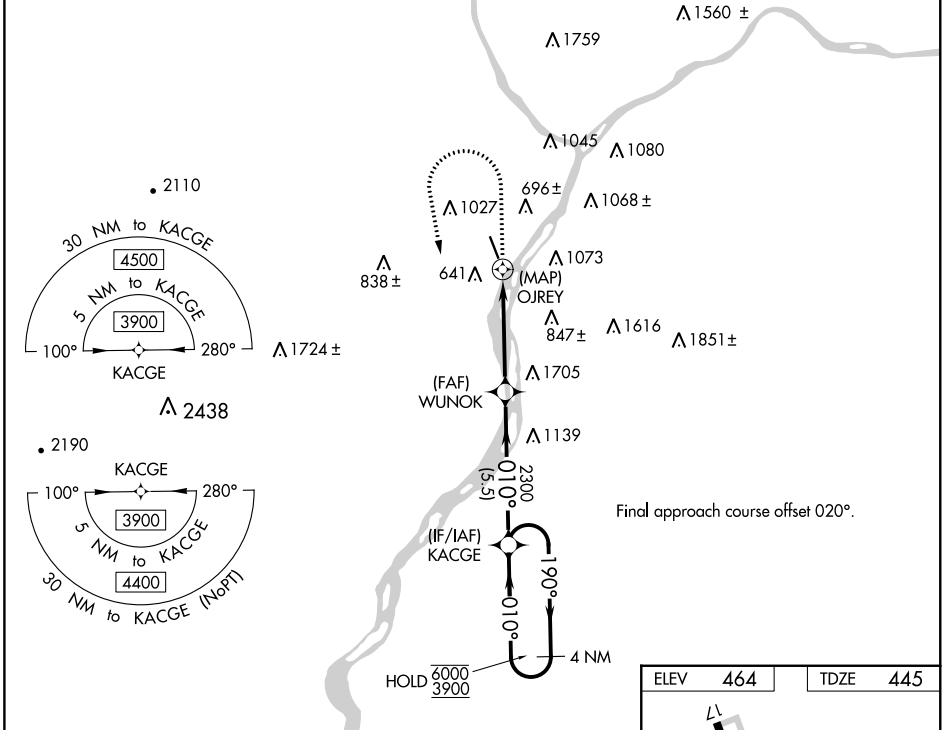 1560 ±
1759
1045
1080
2110
696 ±
1068 ±
1027
30 NM to KACGE
4500
1073
641
838 ±
(MAP)
OJREY
5 NM to KACGE
3900
847 ±
1616
1851 ±
100°
280°
1724 ±
KACGE
1705
(FAF)
WUNOK
2438
1139
2190
KACGE
2300
010°
(5.5)
100°
280°
3900
Final approach course offset 020°.
5 NM to KACGE
(IF/IAF)
KACGE
190°
4400
30 NM to KACGE (NoPT)
010°
4 NM
HOLD 6000
3900
ELEV 464
TDZE 445
17